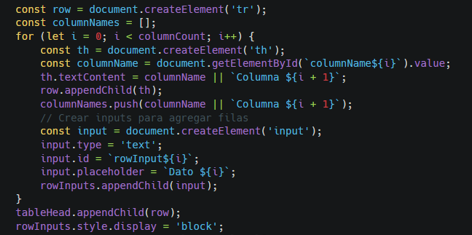 const row = document.createElement('tr');
const columnNames = [];
for (let i = 0; i < columnCount; i++) {
    const th = document.createElement('th');
    const columnName = document.getElementById(`columnName${i}`).value;
    th.textContent = columnName || `Columna ${i + 1}`;
    row.appendChild(th);
    columnNames.push(columnName || `Columna ${i + 1}`);
    // Crear inputs para agregar filas
    const input = document.createElement('input');
    input.type = 'text';
    input.id = `rowInput${i}`;
    input.placeholder = `Dato ${i}`;
    rowInputs.appendChild(input);
}
tableHead.appendChild(row);
rowInputs.style.display = 'block';